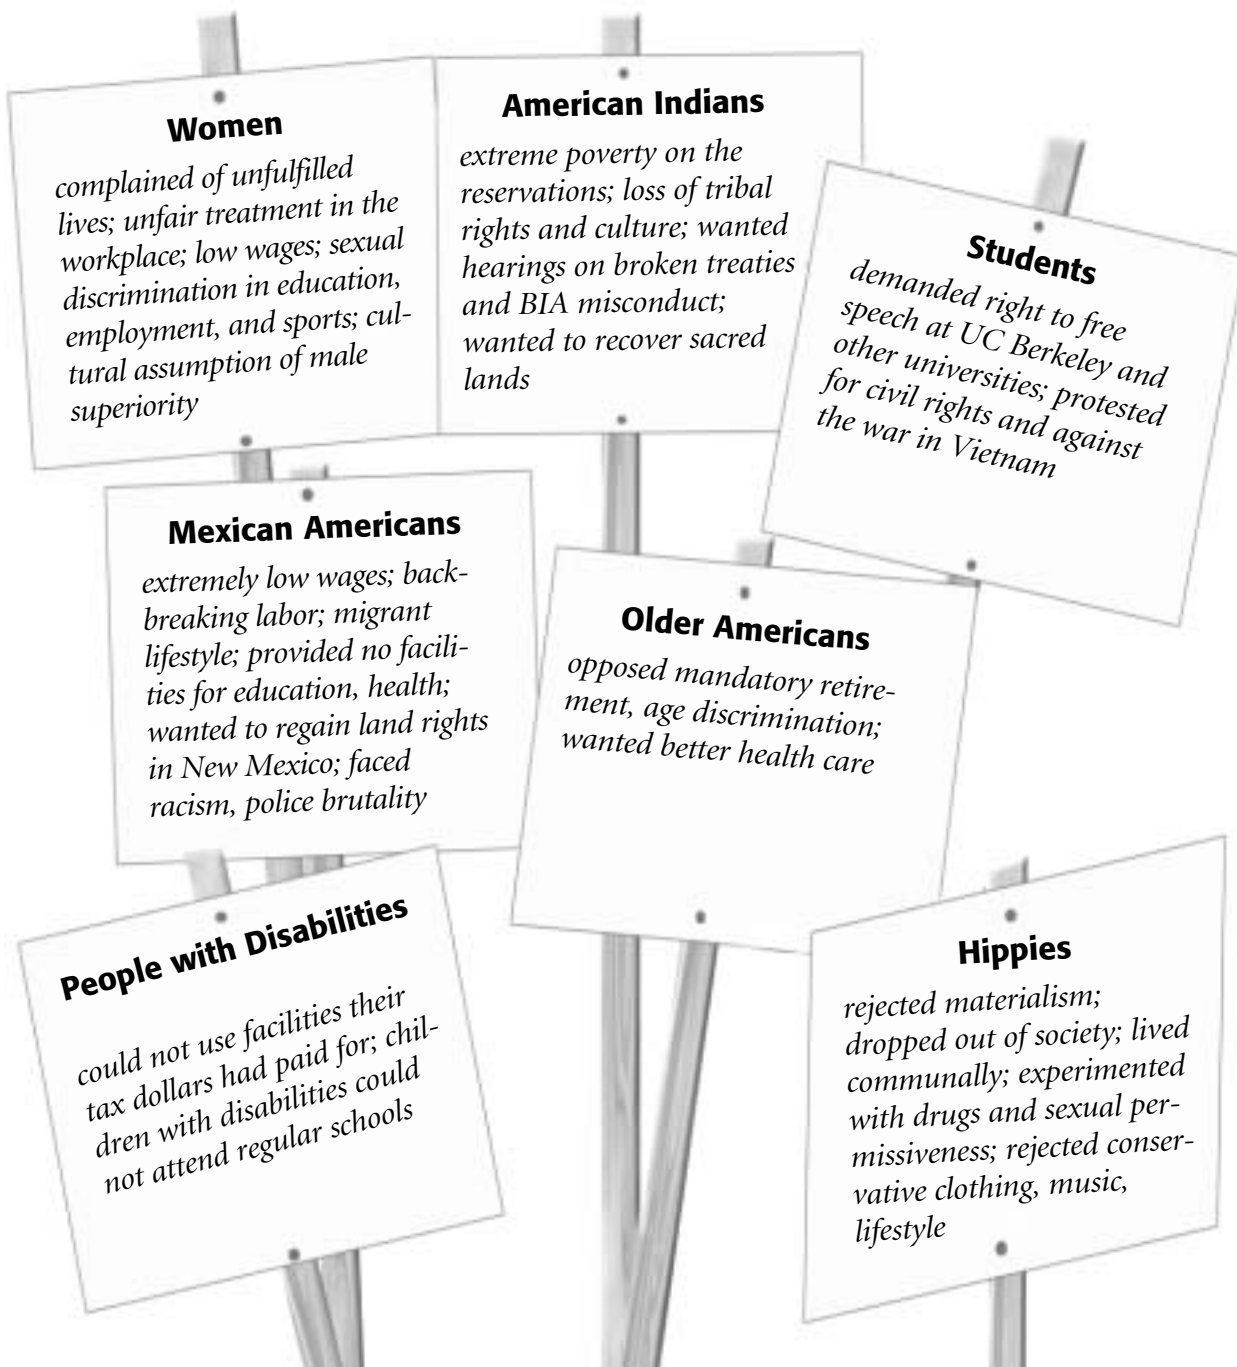 Women
complained of unfulfilled
lives; unfair treatment in the
workplace; low wages; sexual
discrimination in education,
employment, and sports; cul-
tural assumption of male
superiority
American Indians
extreme poverty on the
reservations; loss of tribal
rights and culture; wanted
hearings on broken treaties
and BIA misconduct;
wanted to recover sacred
lands
Students
demanded right to free
speech at UC Berkeley and
other universities; protested
for civil rights and against
the war in Vietnam
Mexican Americans
extremely low wages; back-
breaking labor; migrant
lifestyle; provided no facili-
ties for education, health;
wanted to regain land rights
in New Mexico; faced
racism, police brutality
Older Americans
opposed mandatory retire-
ment, age discrimination;
wanted better health care
People with Disabilities
could not use facilities their
tax dollars had paid for; chil-
dren with disabilities could
not attend regular schools
Hippies
rejected materialism;
dropped out of society; lived
communally; experimented
with drugs and sexual per-
missiveness; rejected conser-
vative clothing, music,
lifestyle